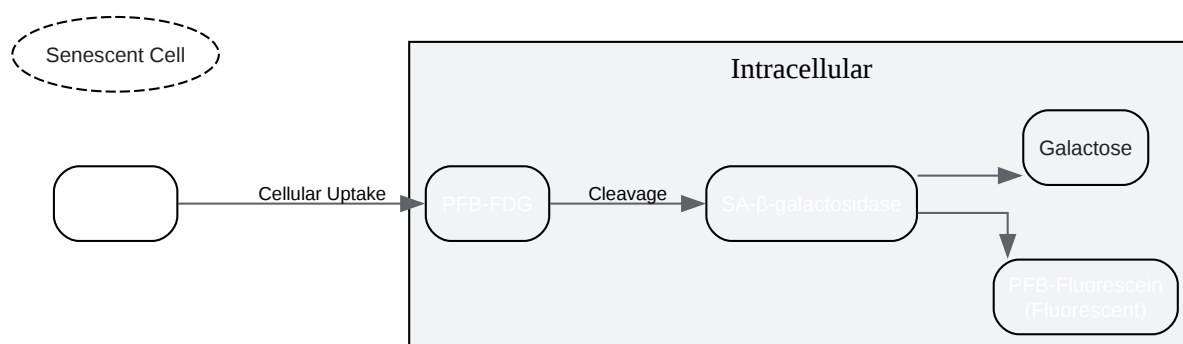 Senescent Cell
Intracellular
Galactose
Cellular Uptake
PFB-FDG
Cleavage
SA-β-galactosidase
PFB-Fluorescein
(Fluorescent)